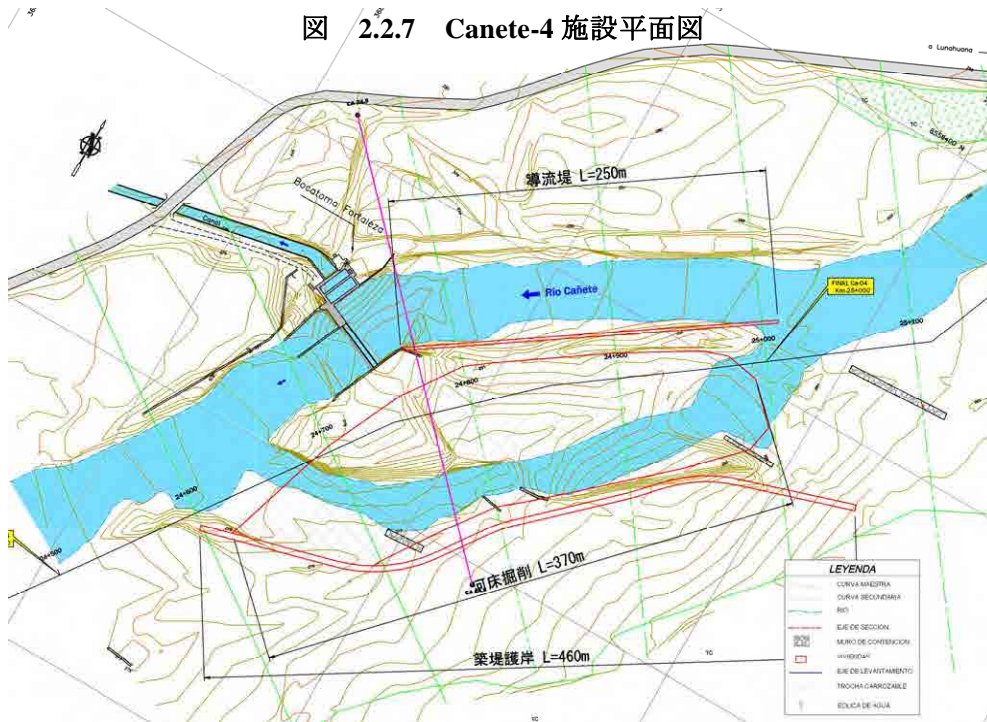 図 2.2.7 Canete-4 施設平面図
Lunahuana
8558400 N
導流堤 L=250m
Bocatoma Fortaleza
Canal
Rio Cañete
FINAL Ca-04
Km.25+000
25+100
25+000
24+900
24+800
24+700
24+600
24+500
河床掘削 L=370m
築堤護岸 L=460m
LEYENDA
CURVA MAESTRA
CURVA SECUNDARIA
RIO
EJE DE SECCION
MURO DE CONTENCION
VIVIENDAS
EJE DE LEVANTAMIENTO
TROCHA CARROZABLE